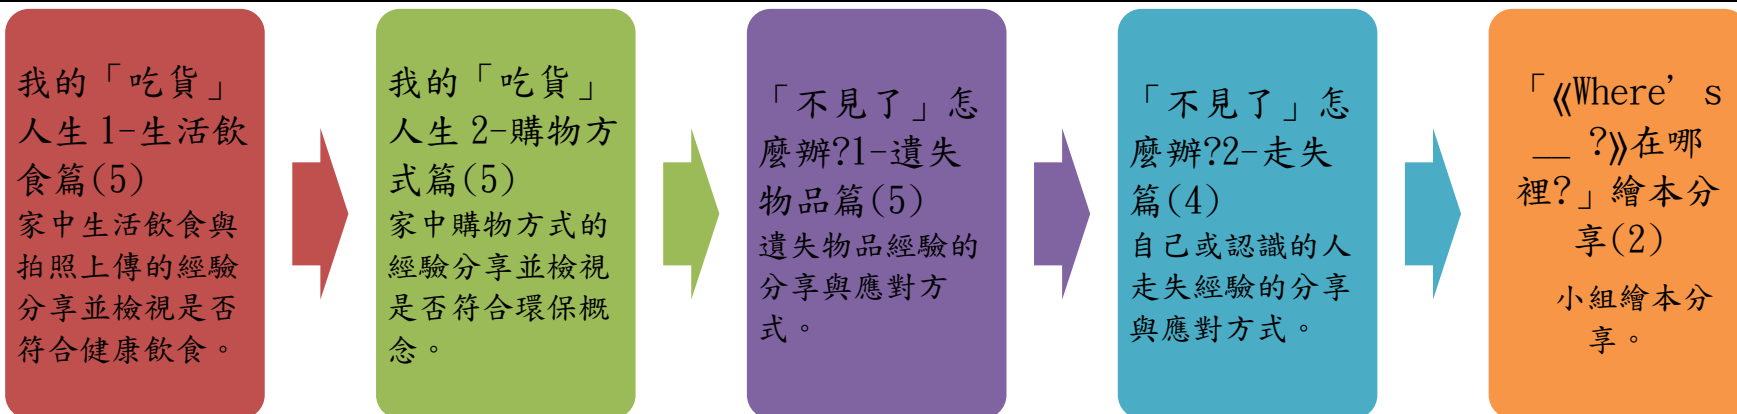 我的「吃貨」
人生 1-生活飲
食篇(5)
家中生活飲食與
拍照上傳的經驗
分享並檢視是否
符合健康飲食。
我的「吃貨」
人生 2-購物方
式篇(5)
家中購物方式的
經驗分享並檢視
是否符合環保概
念。
「不見了」怎
麼辦?1-遺失
物品篇(5)
遺失物品經驗的
分享與應對方
式。
「不見了」怎
麼辦?2-走失
篇(4)
自己或認識的人
走失經驗的分享
與應對方式。
「《Where’s
__ ?》在哪
裡?」繪本分
享(2)
小組繪本分
享。